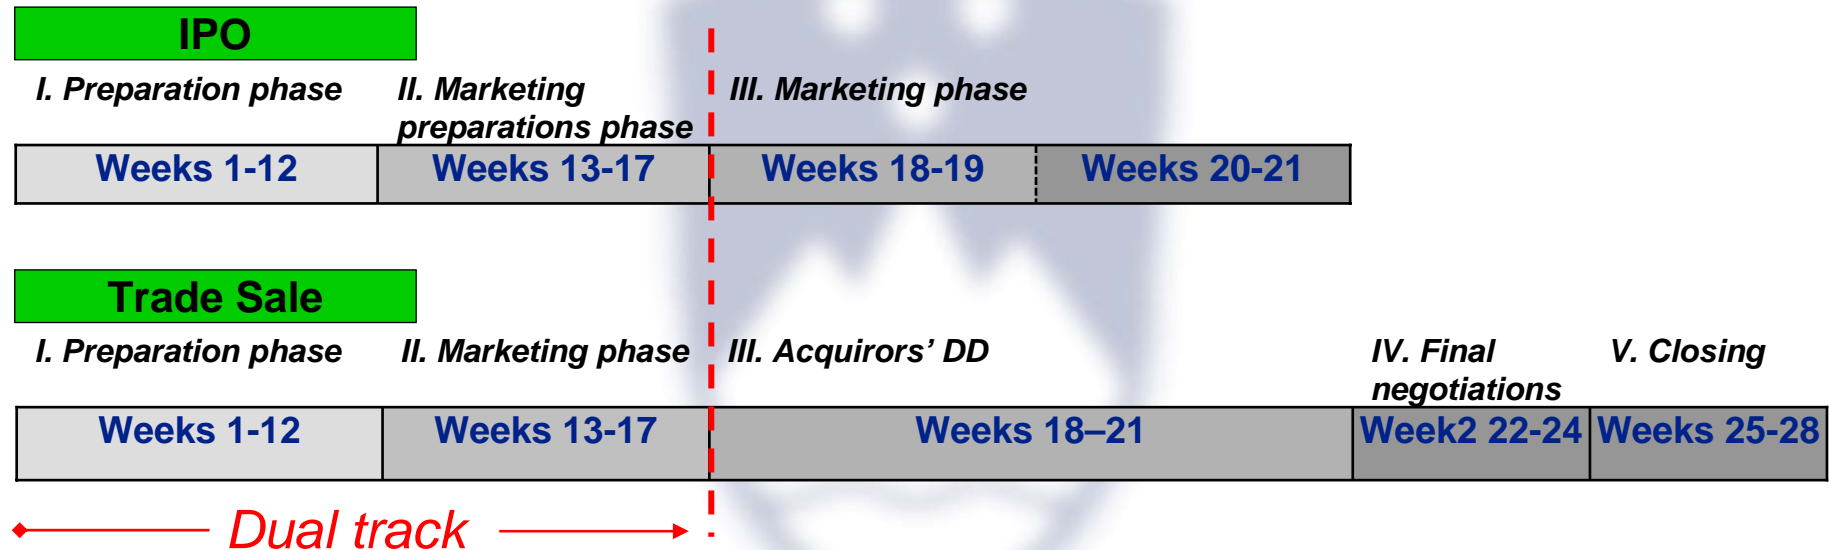 IPO
I. Preparation phase
II. Marketing
preparations phase
III. Marketing phase
Weeks 1-12
Weeks 13-17
Weeks 18-19
Weeks 20-21
Trade Sale
I. Preparation phase
II. Marketing phase
III. Acquirors’ DD
IV. Final
negotiations
V. Closing
Weeks 1-12
Weeks 13-17
Weeks 18–21
Week2 22-24
Weeks 25-28
Dual track